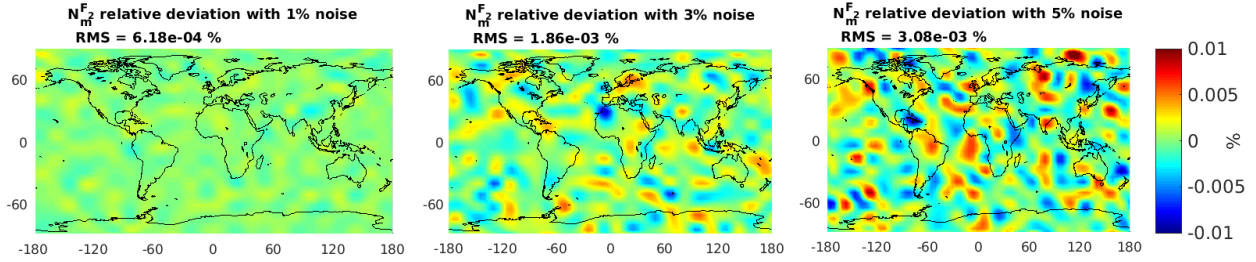 N_m^F_2 relative deviation with 1% noise
RMS = 6.18e-04 %
60
0
-60
-180 -120 -60 0 60 120 180
N_m^F_2 relative deviation with 3% noise
RMS = 1.86e-03 %
60
0
-60
-180 -120 -60 0 60 120 180
N_m^F_2 relative deviation with 5% noise
RMS = 3.08e-03 %
60
0
-60
-180 -120 -60 0 60 120 180
0.01
0.005
0
-0.005
-0.01
%